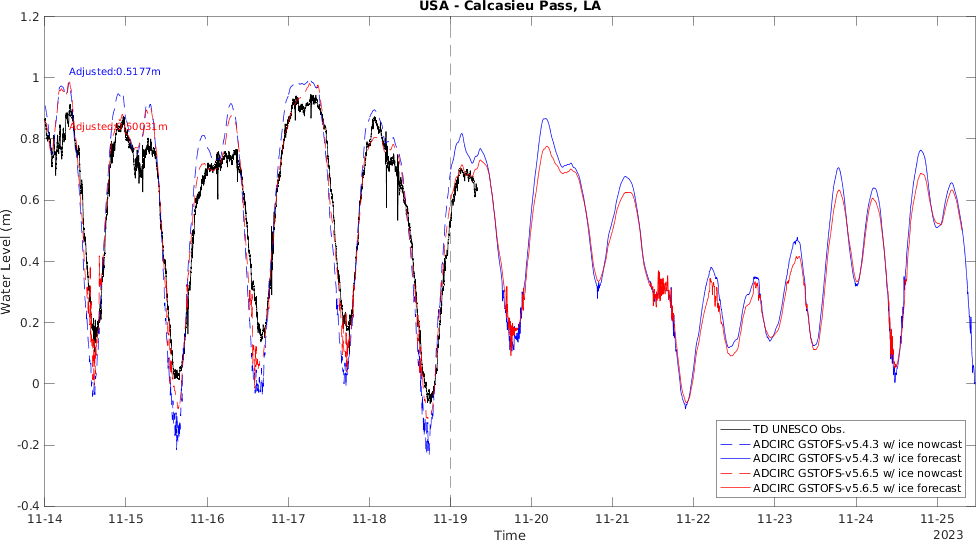 USA - Calcasieu Pass, LA
1.2
1
0.8
0.6
0.4
0.2
0
-0.2
-0.4
Water Level (m)
Adjusted:0.5177m
Adjusted:0.50031m
TD UNESCO Obs.
ADCIRC GSTOFS-v5.4.3 w/ ice nowcast
ADCIRC GSTOFS-v5.4.3 w/ ice forecast
ADCIRC GSTOFS-v5.6.5 w/ ice nowcast
ADCIRC GSTOFS-v5.6.5 w/ ice forecast
11-14 11-15 11-16 11-17 11-18 11-19 11-20 11-21 11-22 11-23 11-24 11-25
2023
Time